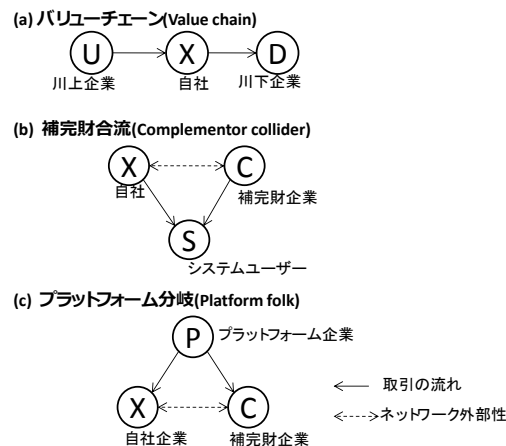 (a) バリューチェーン(Value chain)
U X D
川上企業 自社 川下企業
(b) 補完財合流(Complementor collider)
X C
自社 補完財企業
S
システムユーザー
(c) プラットフォーム分岐(Platform folk)
P プラットフォーム企業
取引の流れ
X C ネットワーク外部性
自社企業 補完財企業